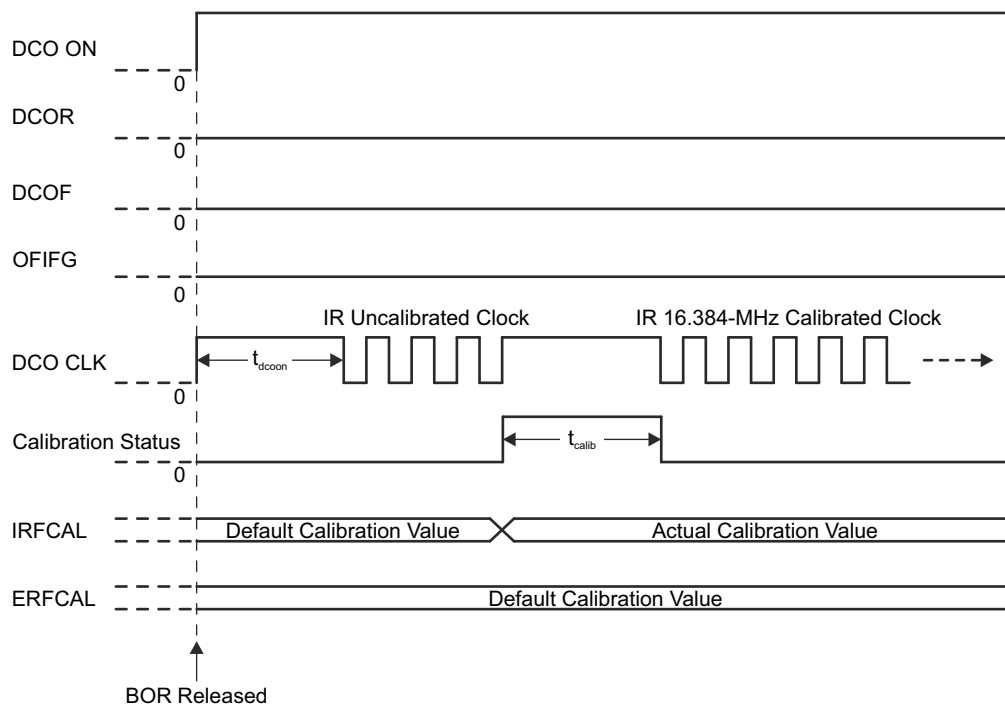 DCO ON
0
DCOR
0
DCOF
0
OFIFG
0
IR Uncalibrated Clock
IR 16.384-MHz Calibrated Clock
DCO CLK
tdcoon
0
Calibration Status
tcalib
0
IRFCAL
Default Calibration Value
Actual Calibration Value
ERFCAL
Default Calibration Value
BOR Released